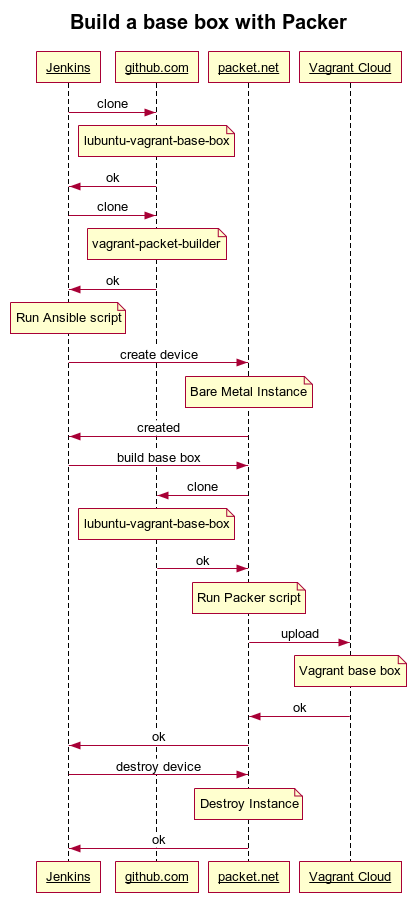 Build a base box with Packer
Jenkins github.com packet.net Vagrant Cloud
clone
lubuntu-vagrant-base-box
ok
clone
vagrant-packet-builder
ok
Run Ansible script
create device
Bare Metal Instance
created
build base box
clone
lubuntu-vagrant-base-box
ok
Run Packer script
upload
Vagrant base box
ok
ok
destroy device
Destroy Instance
ok
Jenkins github.com packet.net Vagrant Cloud